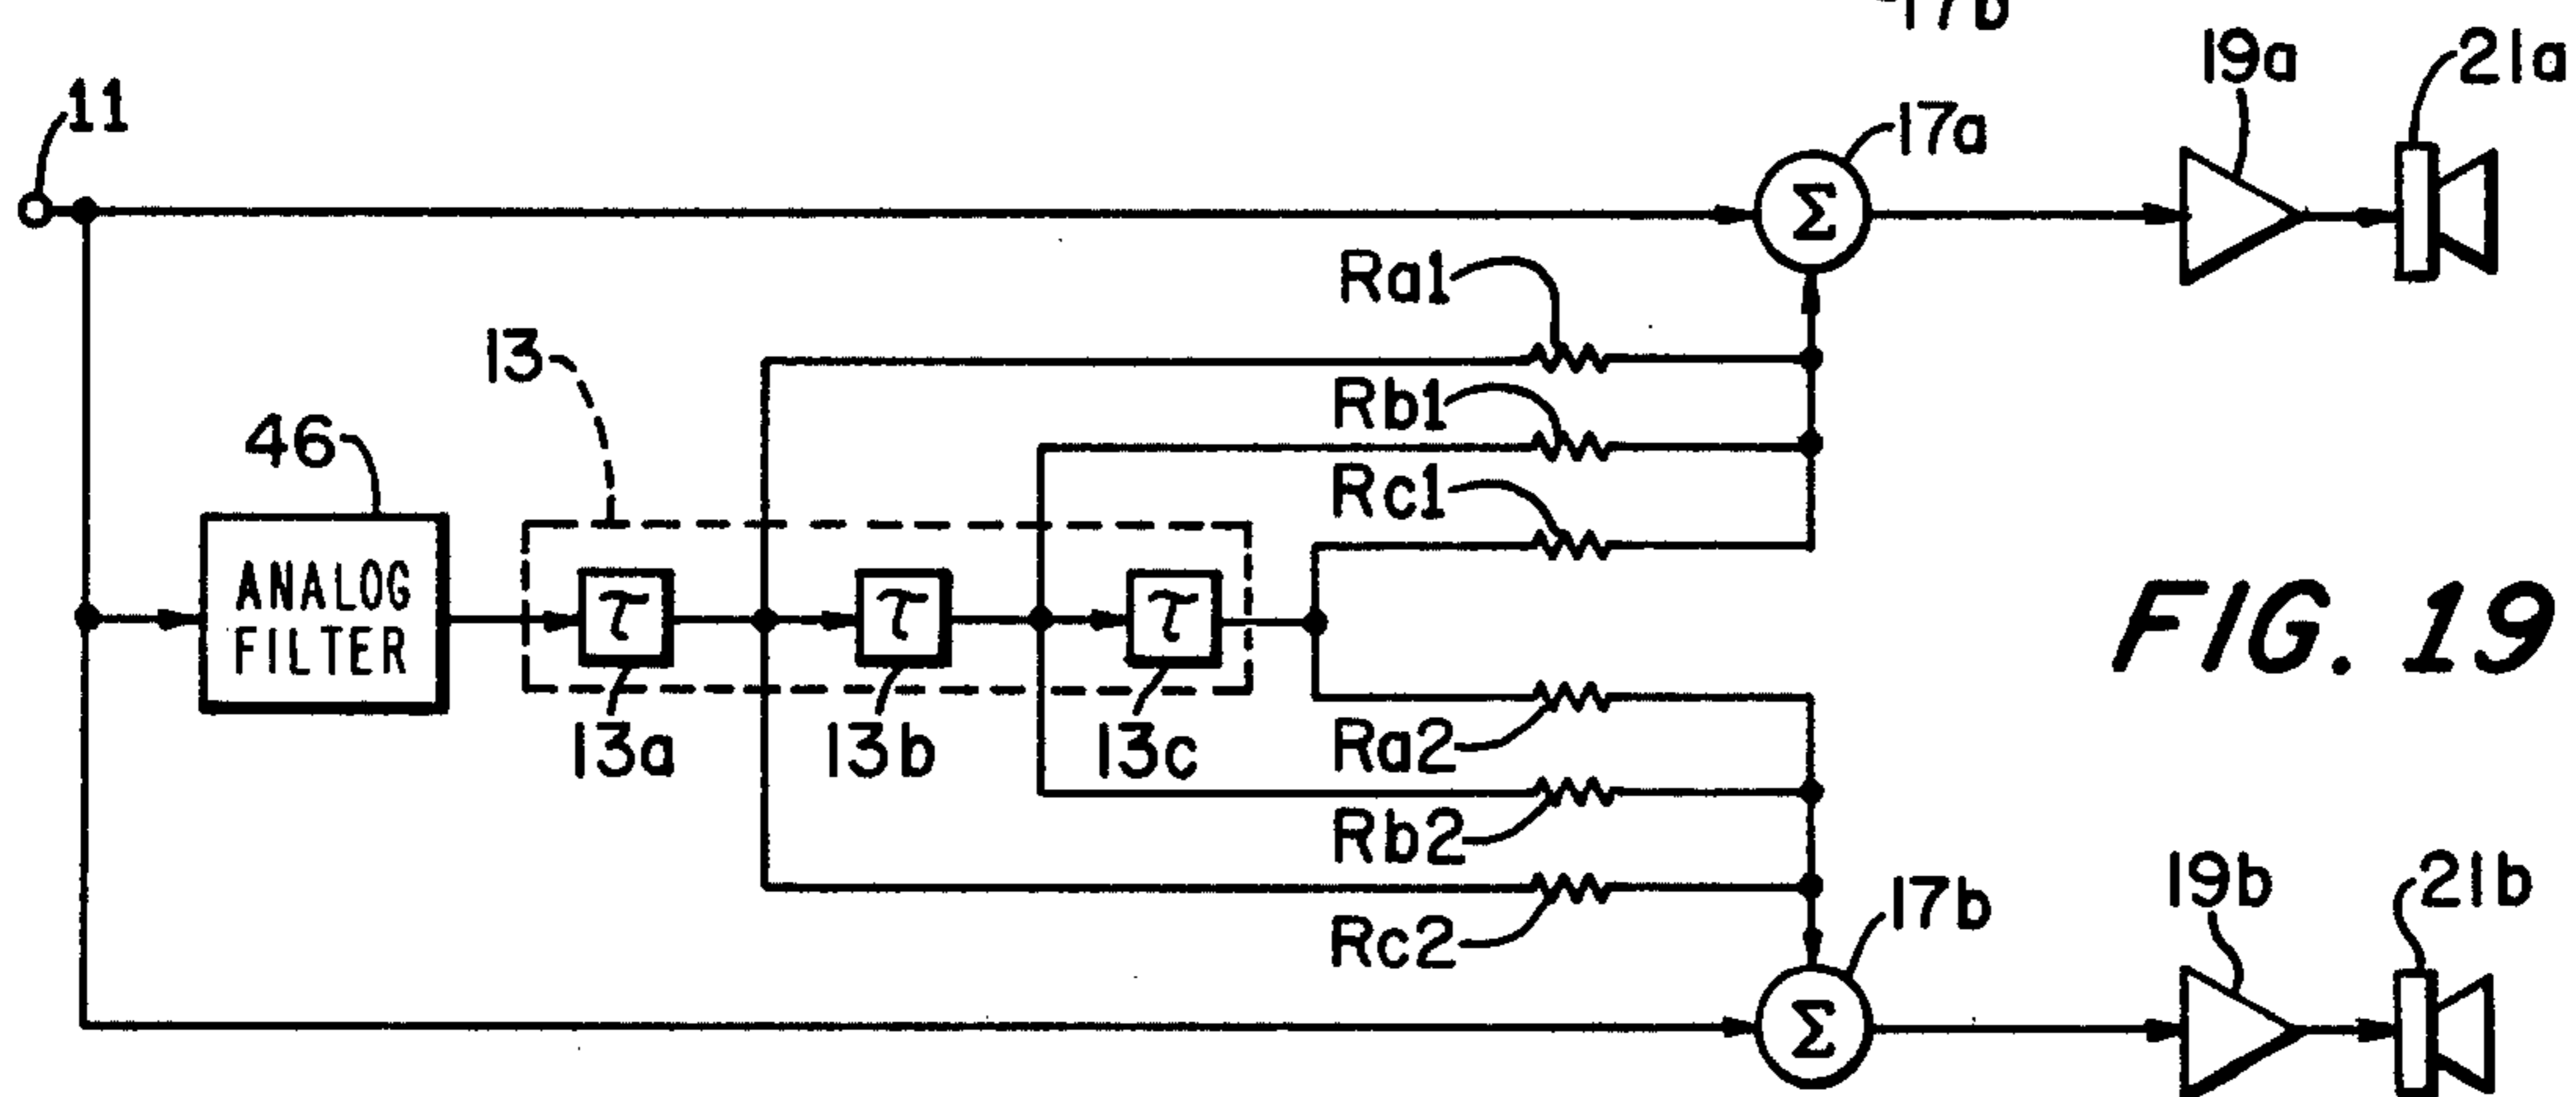 17b
19a
21a
11
17a
Σ
Ra1
13
Rb1
46
Rc1
ANALOG
FILTER
τ
τ
τ
FIG. 19
13a
13b
13c
Ra2
Rb2
19b
21b
17b
Rc2
Σ